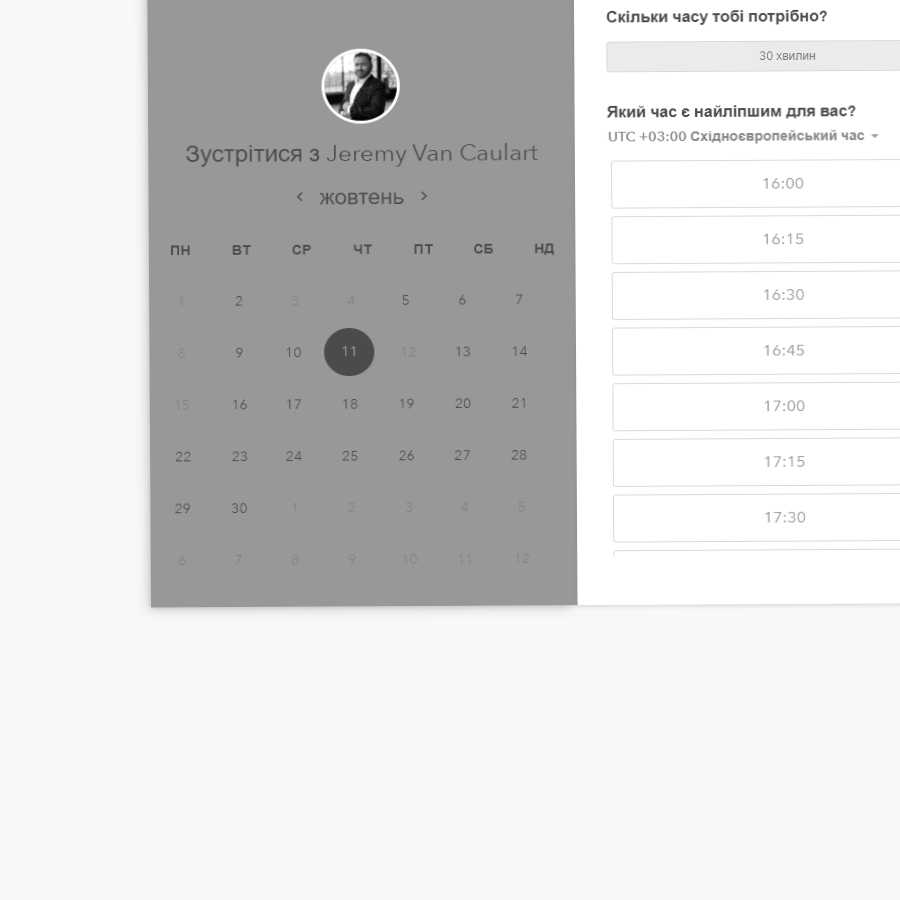 Зустрітися з Jeremy Van Caulart
жовтень
ПН ВТ СР ЧТ ПТ СБ НД
1 2 3 4 5 6 7
8 9 10 11 12 13 14
15 16 17 18 19 20 21
22 23 24 25 26 27 28
29 30 1 2 3 4 5
6 7 8 9 10 11 12
Скільки часу тобі потрібно?
30 хвилин
Який час є найліпшим для вас?
UTC +03:00 Східноєвропейський час
16:00
16:15
16:30
16:45
17:00
17:15
17:30